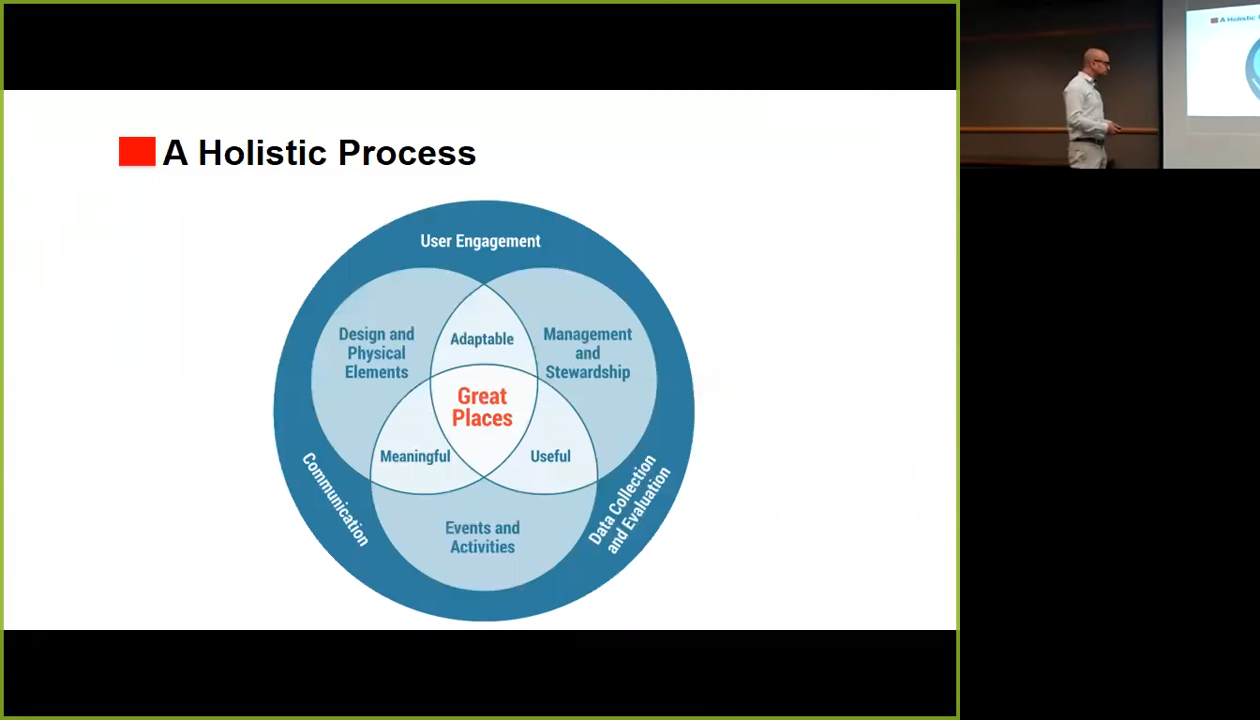 A Holistic Process
User Engagement
Design and
Physical
Elements
Adaptable
Management
and
Stewardship
Great
Places
Meaningful
Useful
Communication
Data Collection
and Evaluation
Events and
Activities
A Holistic